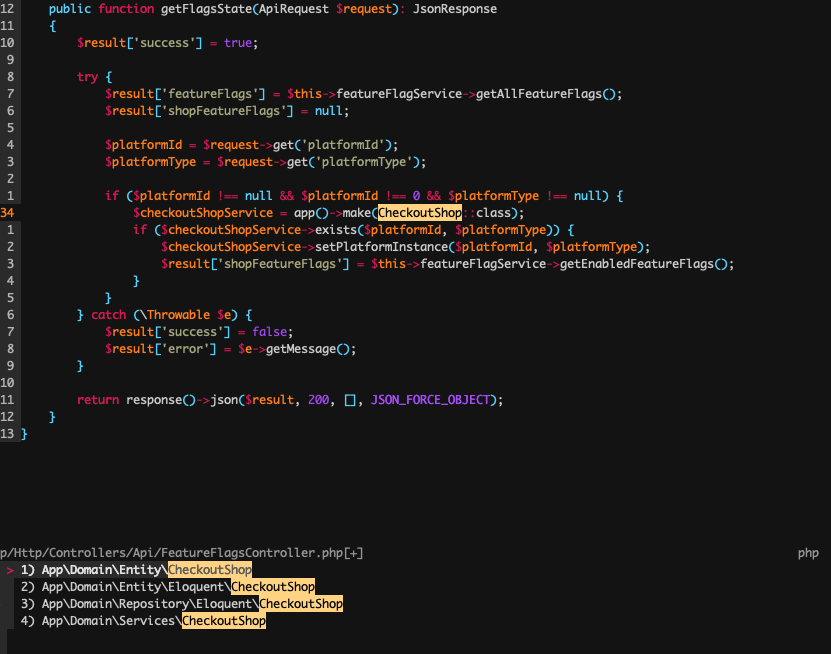 12     public function getFlagsState(ApiRequest $request): JsonResponse
11     {
10         $result['success'] = true;
9
8         try {
7             $result['featureFlags'] = $this->featureFlagService->getAllFeatureFlags();
6             $result['shopFeatureFlags'] = null;
5
4             $platformId = $request->get('platformId');
3             $platformType = $request->get('platformType');
2
1             if ($platformId !== null && $platformId !== 0 && $platformType !== null) {
34                 $checkoutShopService = app()->make(CheckoutShop::class);
1                 if ($checkoutShopService->exists($platformId, $platformType)) {
2                     $checkoutShopService->setPlatformInstance($platformId, $platformType);
3                     $result['shopFeatureFlags'] = $this->featureFlagService->getEnabledFeatureFlags();
4                 }
5             }
6         } catch (\Throwable $e) {
7             $result['success'] = false;
8             $result['error'] = $e->getMessage();
9         }
10
11         return response()->json($result, 200, [], JSON_FORCE_OBJECT);
12     }
13 }
p/Http/Controllers/Api/FeatureFlagsController.php[+] php
> 1) App\Domain\Entity\CheckoutShop
2) App\Domain\Entity\Eloquent\CheckoutShop
3) App\Domain\Repository\Eloquent\CheckoutShop
4) App\Domain\Services\CheckoutShop